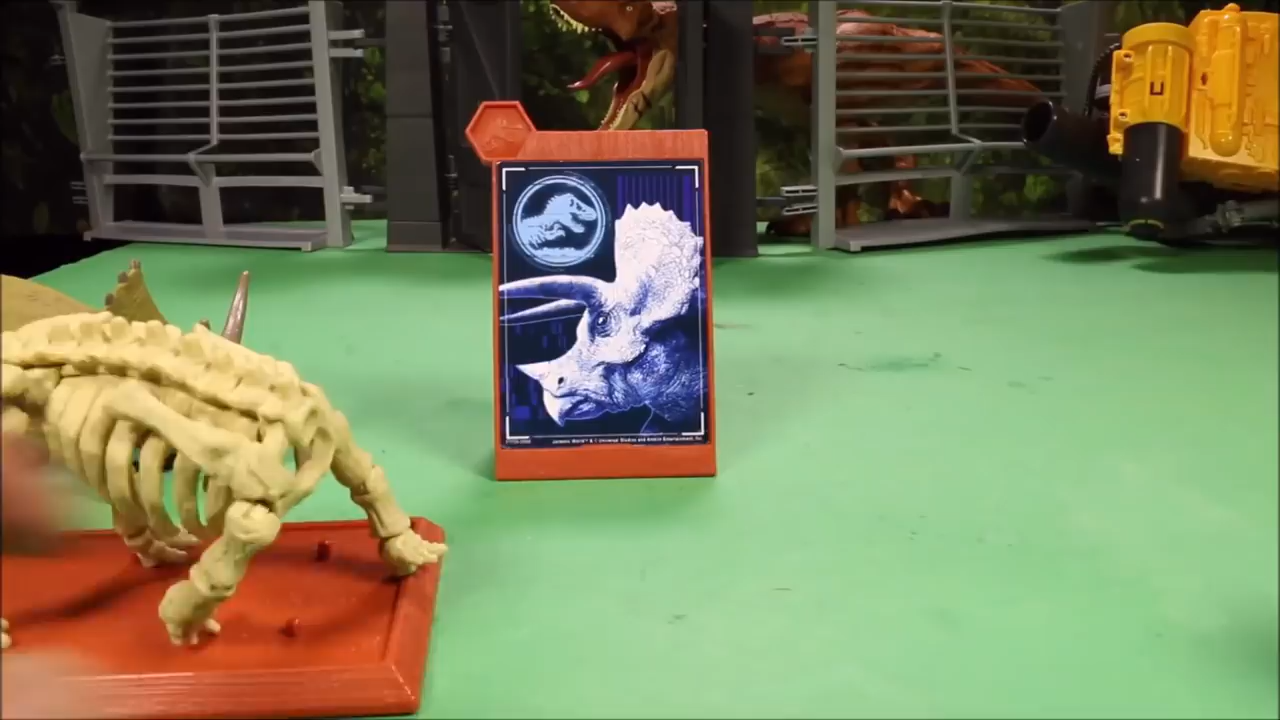 Jurassic World™ & © Universal Studios and Amblin Entertainment, Inc.